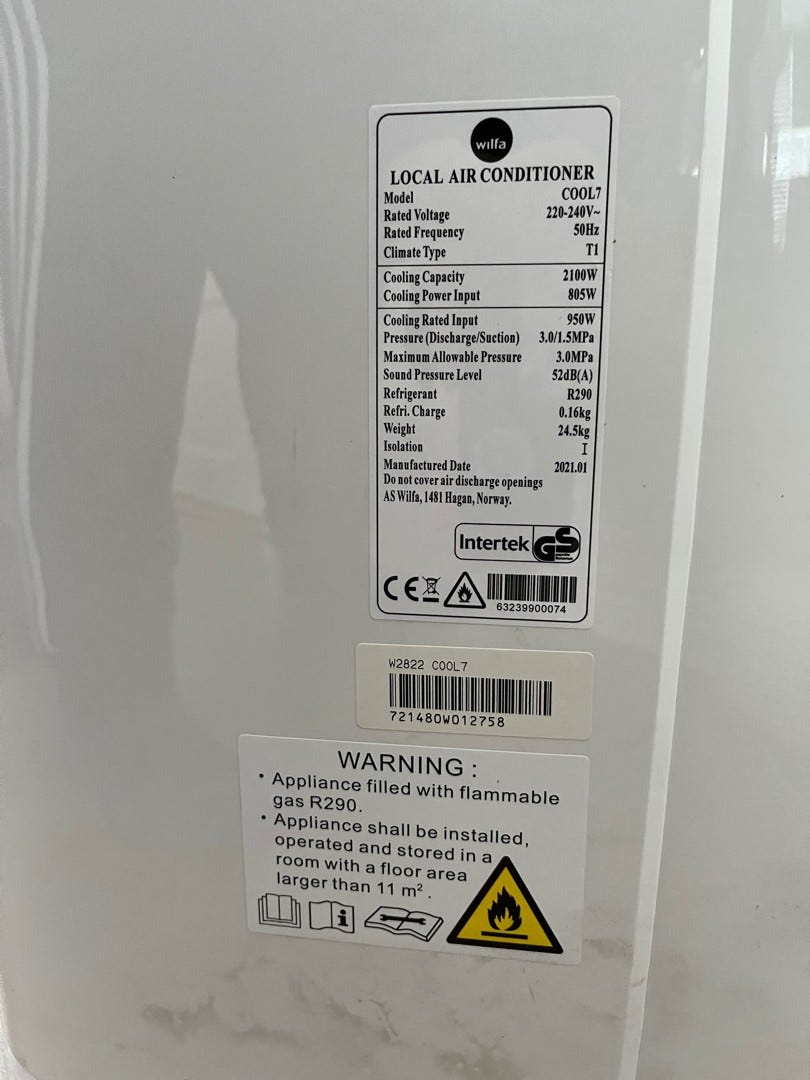 wilfa
LOCAL AIR CONDITIONER
Model COOL7
Rated Voltage 220-240V~
Rated Frequency 50Hz
Climate Type T1
Cooling Capacity 2100W
Cooling Power Input 805W
Cooling Rated Input 950W
Pressure (Discharge/Suction) 3.0/1.5MPa
Maximum Allowable Pressure 3.0MPa
Sound Pressure Level 52dB(A)
Refrigerant R290
Refri. Charge 0.16kg
Weight 24.5kg
Isolation I
Manufactured Date 2021.01
Do not cover air discharge openings
AS Wilfa, 1481 Hagan, Norway.
Intertek GS
CE
63239900074
W2822 COOL7
721480W012758
WARNING :
• Appliance filled with flammable
gas R290.
• Appliance shall be installed,
operated and stored in a
room with a floor area
larger than 11 m².